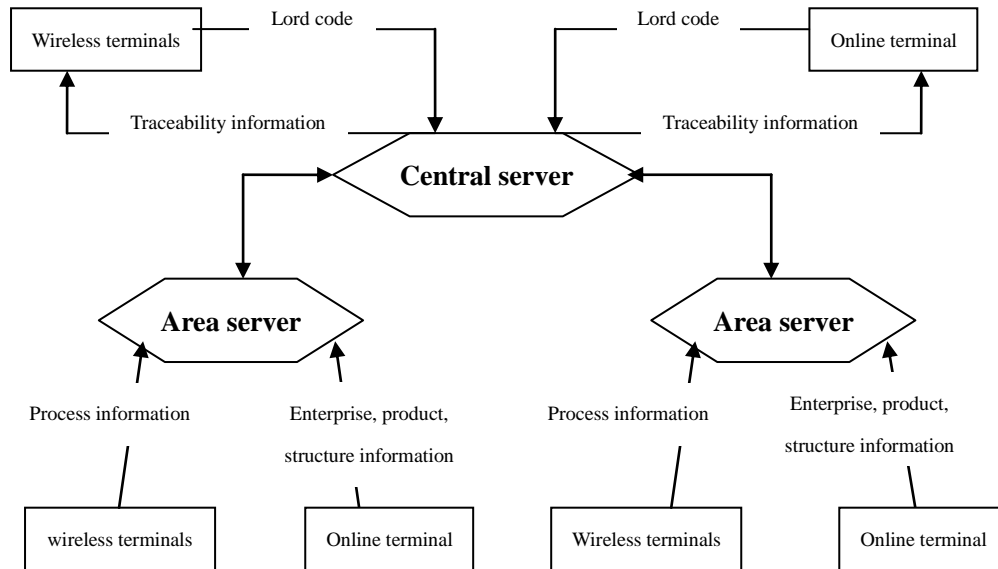 Lord code
Lord code
Wireless terminals
Online terminal
Traceability information
Traceability information
Central server
Area server
Area server
Process information
Enterprise, product,
structure information
Process information
Enterprise, product,
structure information
wireless terminals
Online terminal
Wireless terminals
Online terminal